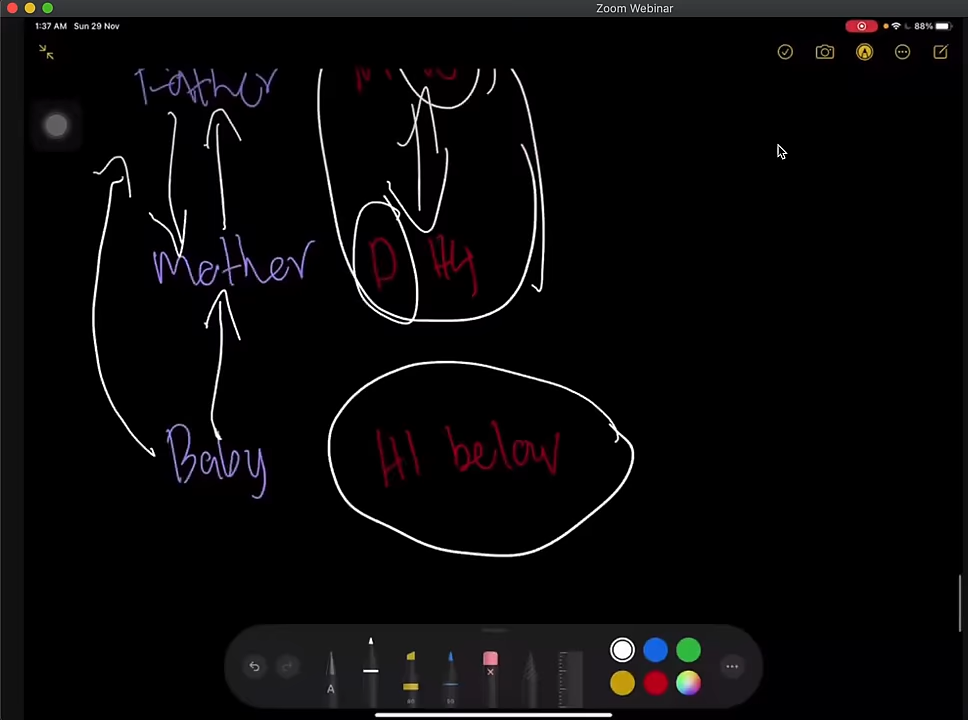 Zoom Webinar
1:37 AM Sun 29 Nov
88%
Father
Mother
D H4
Baby
H1 below
A